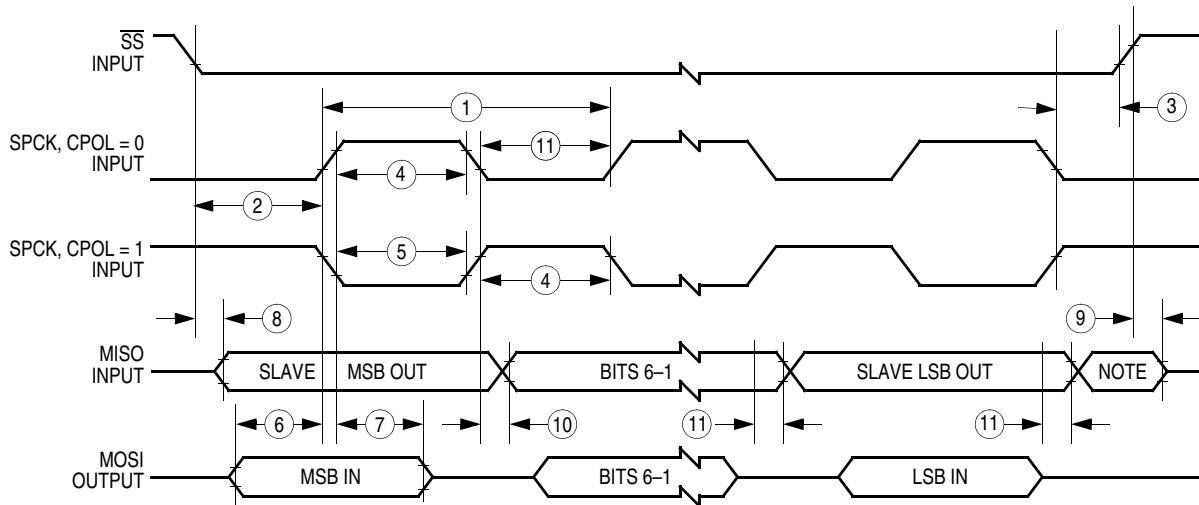 SS
INPUT
1
3
SPCK, CPOL = 0
INPUT
11
4
2
SPCK, CPOL = 1
INPUT
5
4
8
9
MISO
INPUT
SLAVE MSB OUT
BITS 6–1
SLAVE LSB OUT
NOTE
6
7
10
11
11
MOSI
OUTPUT
MSB IN
BITS 6–1
LSB IN